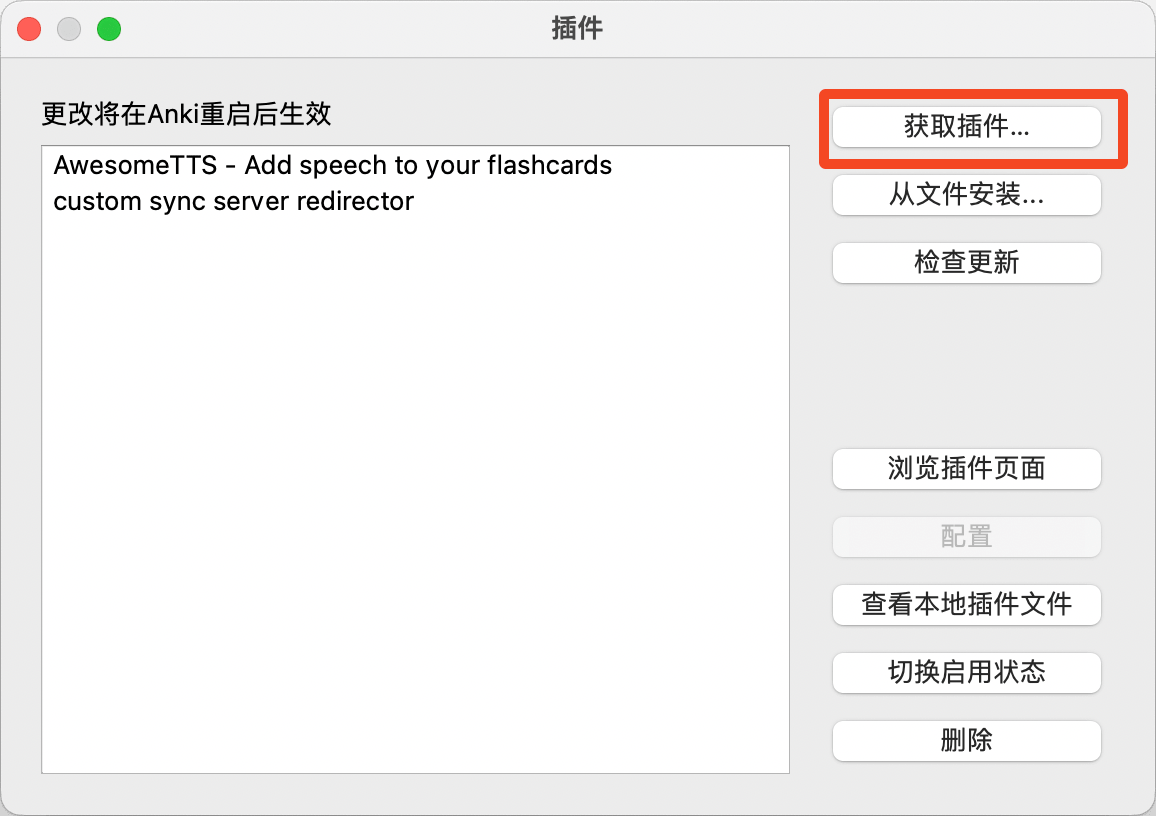 插件
更改将在Anki重启后生效
AwesomeTTS - Add speech to your flashcards
custom sync server redirector
获取插件...
从文件安装...
检查更新
浏览插件页面
配置
查看本地插件文件
切换启用状态
删除